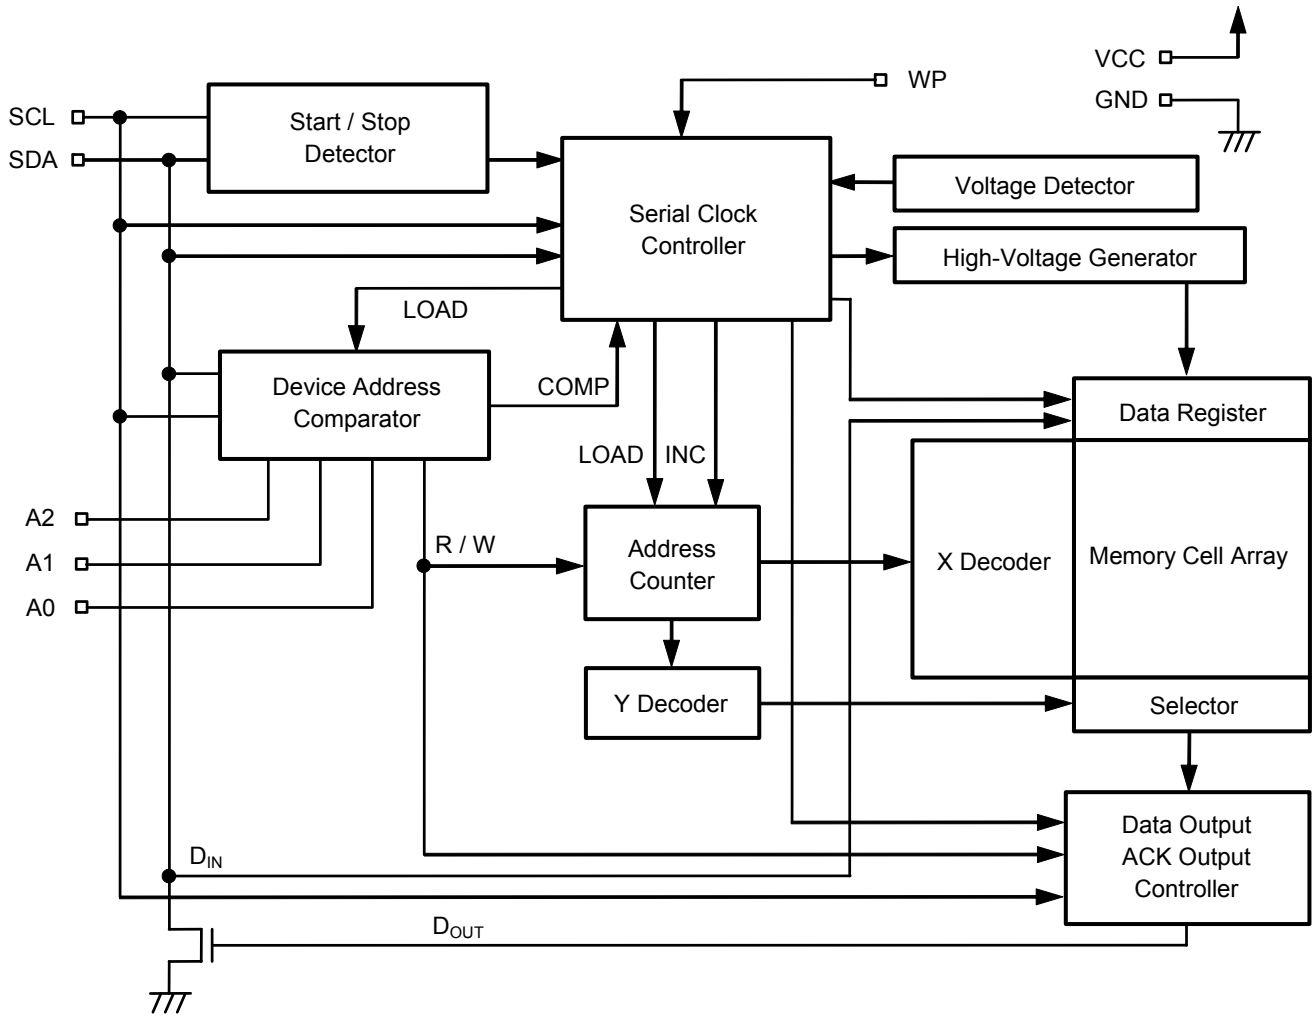 VCC
WP
GND
SCL
SDA
Start / Stop
Detector
Voltage Detector
Serial Clock
Controller
High-Voltage Generator
LOAD
Device Address
Comparator
COMP
Data Register
LOAD
INC
A2
A1
A0
R / W
Address
Counter
X Decoder
Memory Cell Array
Y Decoder
Selector
Data Output
ACK Output
Controller
DIN
DOUT